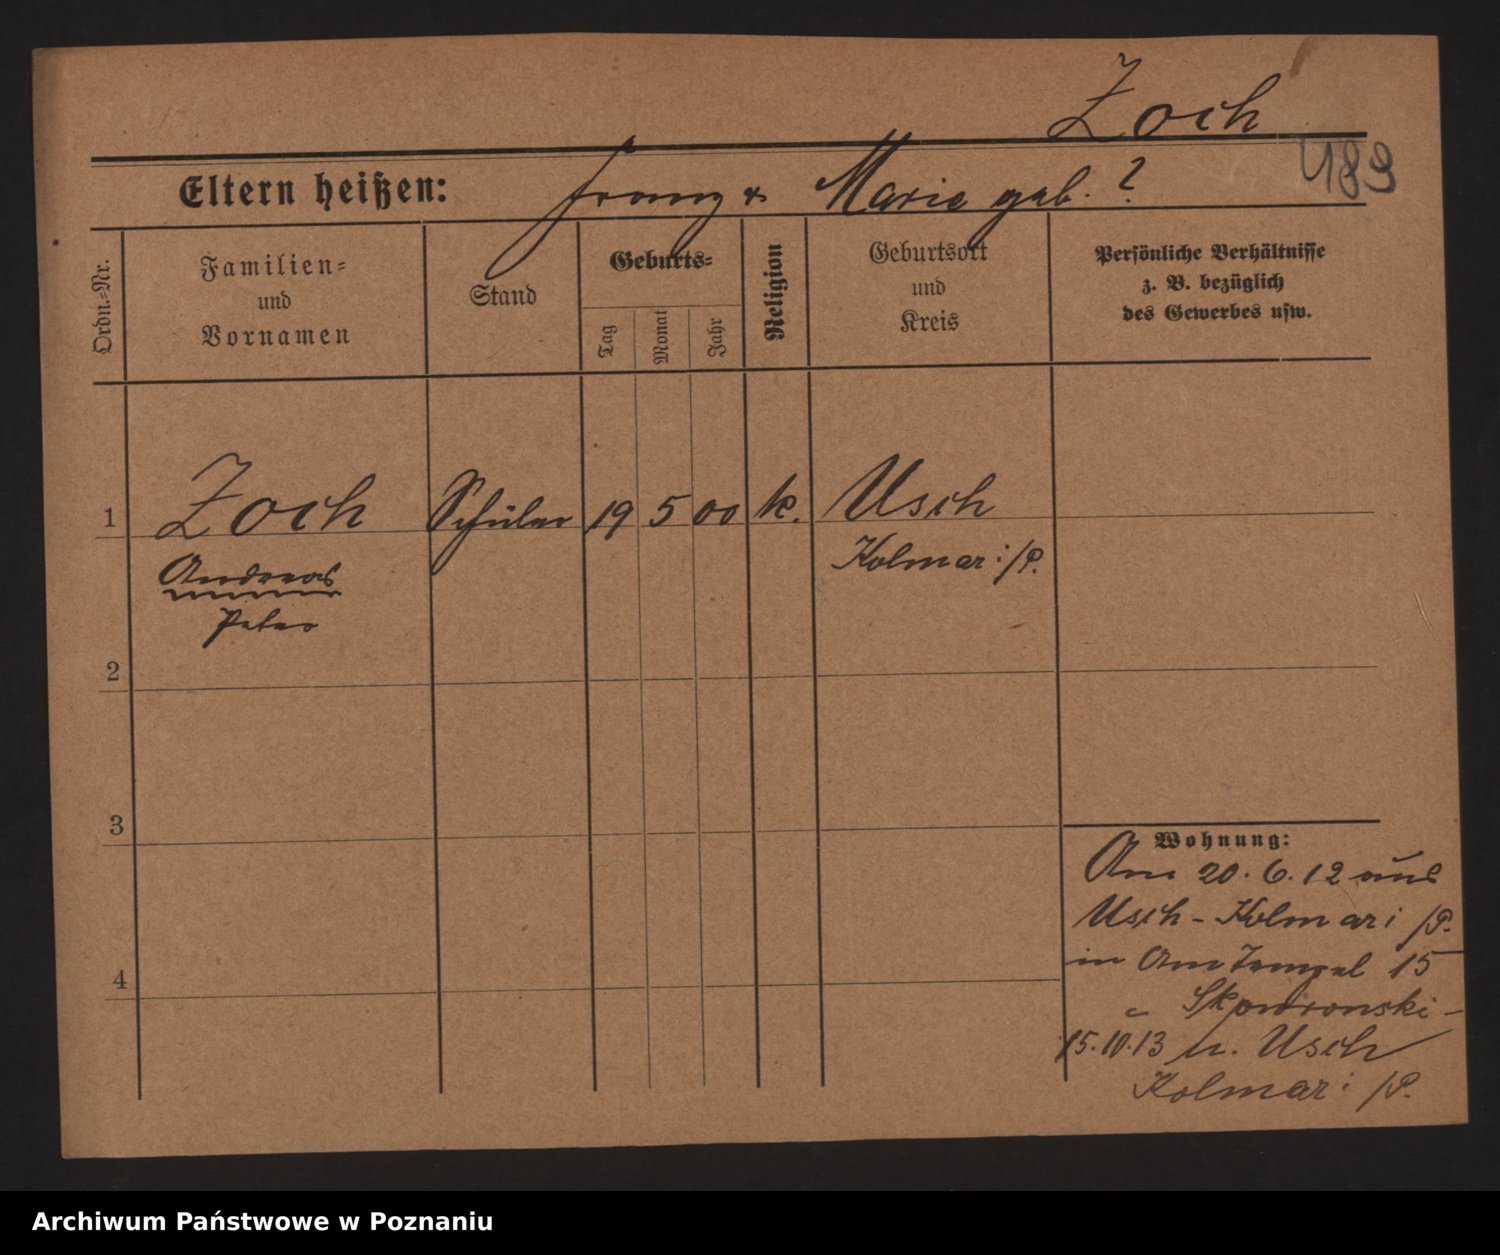 Zoch
489
Eltern heißen: Franz & Marie geb. ?
Ordn.-Nr.
Familien-
und
Vornamen
Stand
Geburts-
Tag
Monat
Jahr
Religion
Geburtsort
und
Kreis
Persönliche Verhältnisse
z. B. bezüglich
des Gewerbes usw.
1 Zoch Schüler 19 5 00 k. Usch
Kolmar i/P.
Andreas
Peter
2
3
4
Wohnung:
Am 20.6.12 aus
Usch-Kolmar i/P.
in Am Tempel 15
Skowronski-
15.10.13 n. Usch
Kolmar i/P.
Archiwum Państwowe w Poznaniu